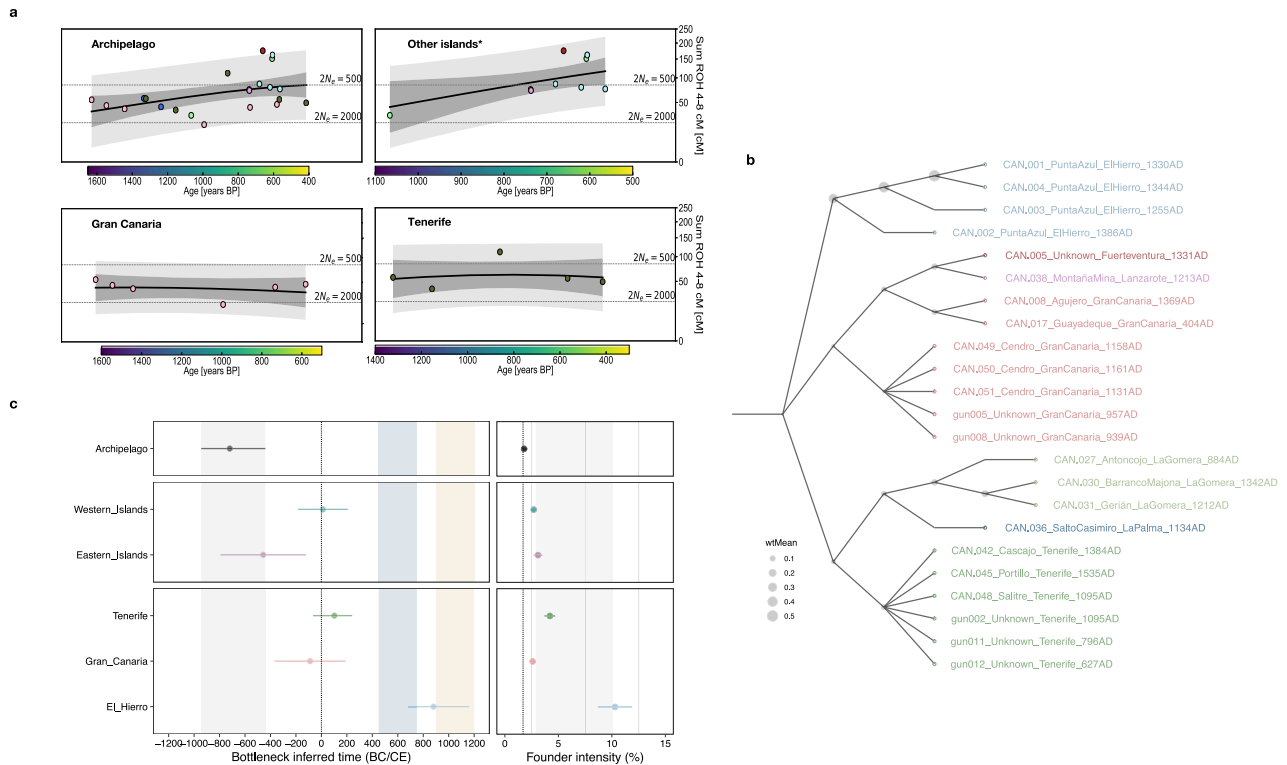 a
Archipelago
2Ne = 500
2Ne = 2000
1600 1400 1200 1000 800 600 400
Age [years BP]
Other islands*
2Ne = 500
2Ne = 2000
1100 1000 900 800 700 600 500
Age [years BP]
250
200
150
100
50
0
Sum ROH 4–8 cM [cM]
Gran Canaria
2Ne = 500
2Ne = 2000
1600 1400 1200 1000 800 600
Age [years BP]
Tenerife
2Ne = 500
2Ne = 2000
1400 1200 1000 800 600 400
Age [years BP]
250
200
150
100
50
0
Sum ROH 4–8 cM [cM]
b
CAN.001_PuntaAzul_ElHierro_1330AD
CAN.004_PuntaAzul_ElHierro_1344AD
CAN.003_PuntaAzul_ElHierro_1255AD
CAN.002_PuntaAzul_ElHierro_1386AD
CAN.005_Unknown_Fuerteventura_1331AD
CAN.038_MontañaMina_Lanzarote_1213AD
CAN.008_Agujero_GranCanaria_1369AD
CAN.017_Guayadeque_GranCanaria_404AD
CAN.049_Cendro_GranCanaria_1158AD
CAN.050_Cendro_GranCanaria_1161AD
CAN.051_Cendro_GranCanaria_1131AD
gun005_Unknown_GranCanaria_957AD
gun008_Unknown_GranCanaria_939AD
CAN.027_Antoncojo_LaGomera_884AD
CAN.030_BarrancoMajona_LaGomera_1342AD
CAN.031_Gerián_LaGomera_1212AD
CAN.036_SaltoCasimiro_LaPalma_1134AD
CAN.042_Cascajo_Tenerife_1384AD
CAN.045_Portillo_Tenerife_1535AD
CAN.048_Salitre_Tenerife_1095AD
gun002_Unknown_Tenerife_1095AD
gun011_Unknown_Tenerife_796AD
gun012_Unknown_Tenerife_627AD
wtMean
0.1
0.2
0.3
0.4
0.5
c
Archipelago
Western_Islands
Eastern_Islands
Tenerife
Gran_Canaria
El_Hierro
-1200 -1000 -800 -600 -400 -200 0 200 400 600 800 1000 1200
Bottleneck inferred time (BC/CE)
0 5 10 15
Founder intensity (%)